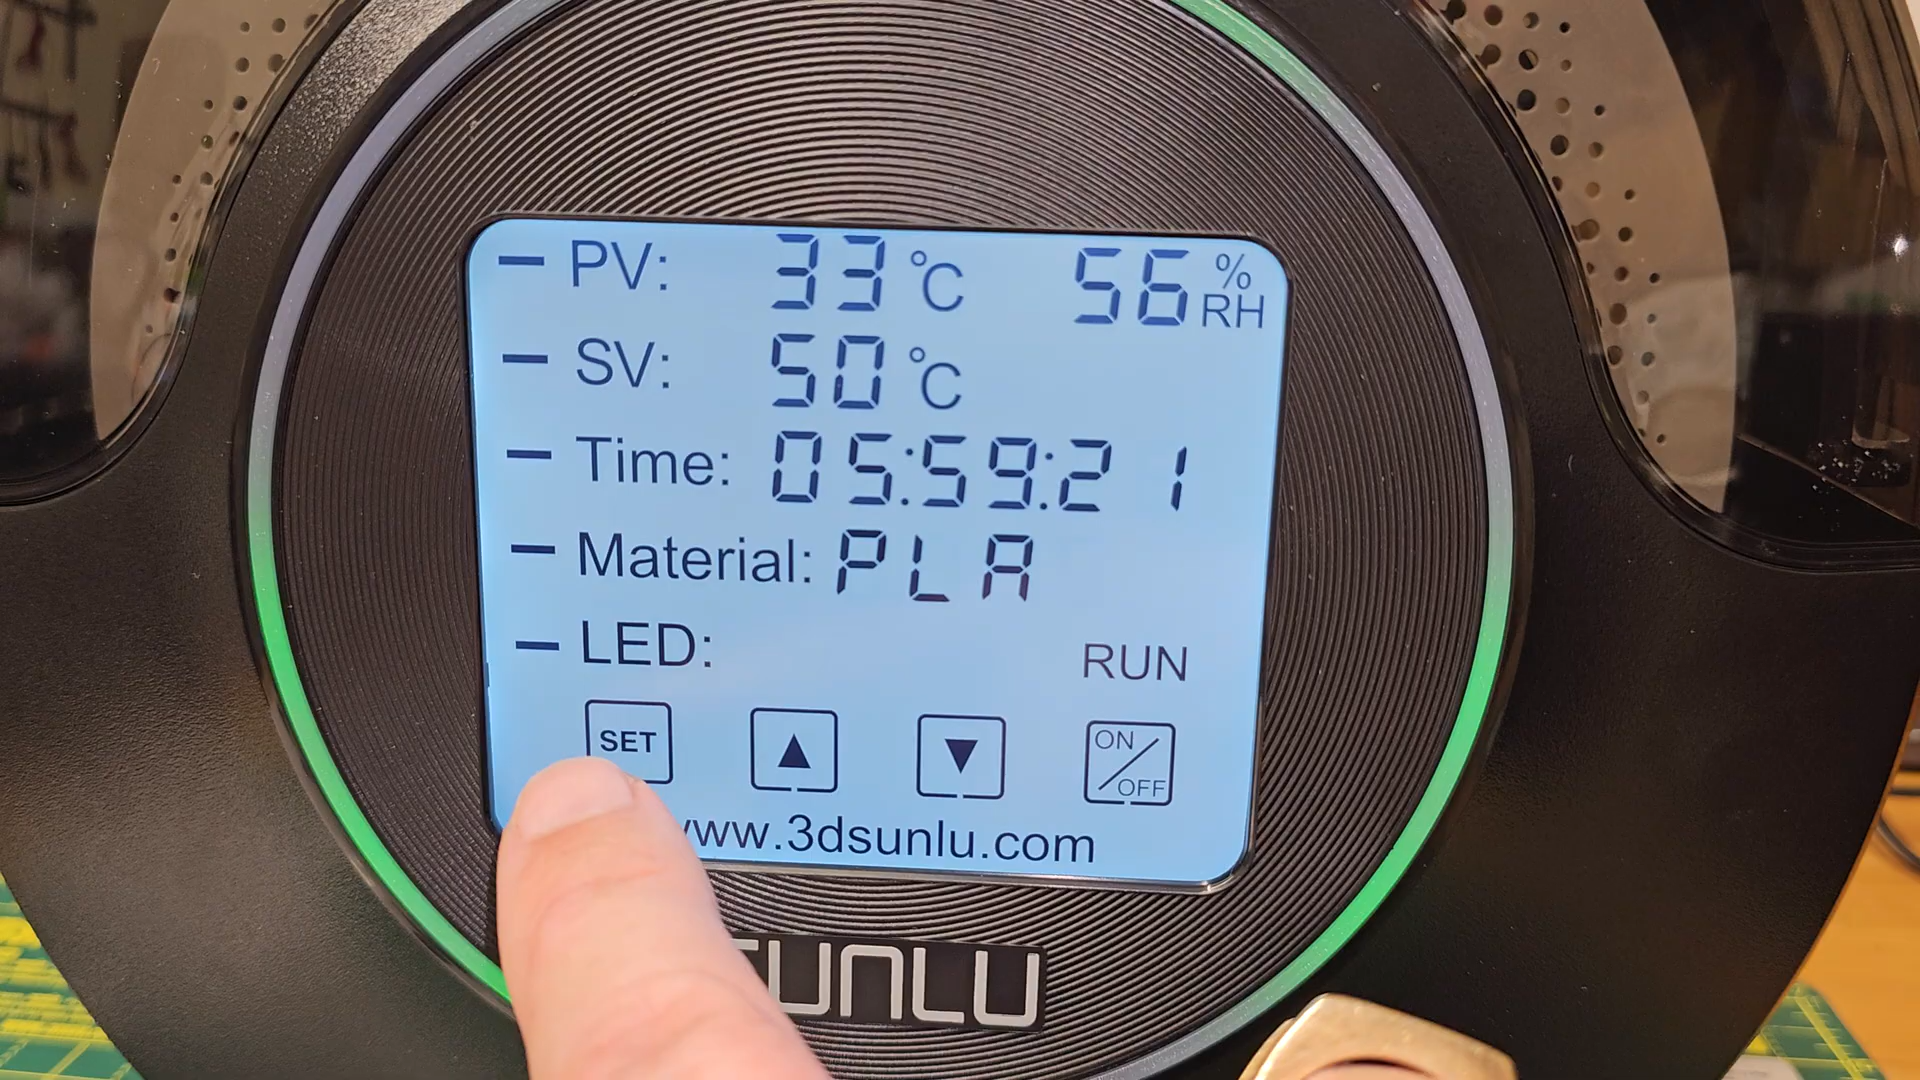 PV: 33 °C 56 % RH
SV: 50 °C
Time: 05:59:21
Material: PLA
LED: RUN
SET ▲ ▼ ON/OFF
www.3dsunlu.com
SUNLU